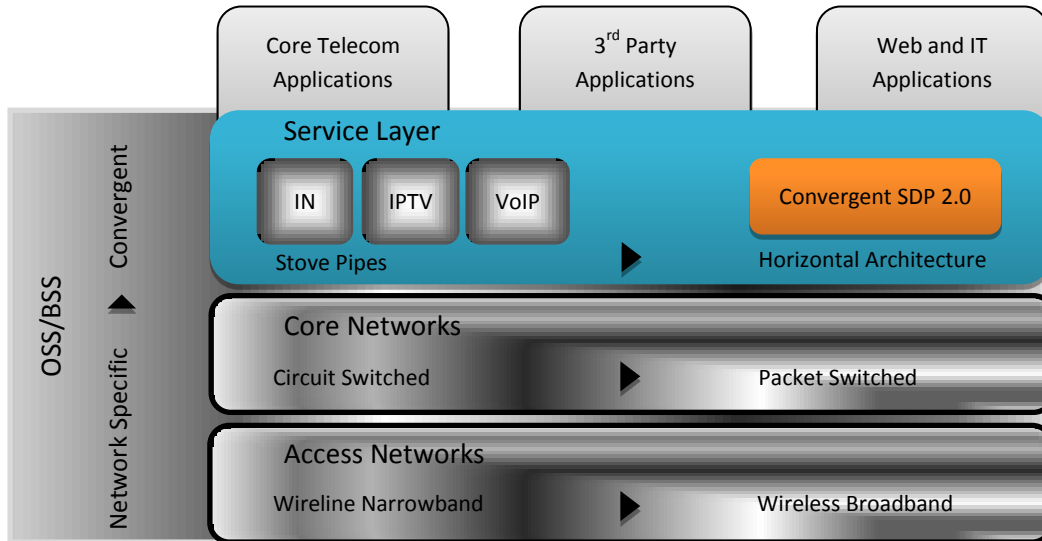 Core Telecom
Applications
3rd Party
Applications
Web and IT
Applications
Service Layer
IN
IPTV
VoIP
Convergent SDP 2.0
Stove Pipes
Horizontal Architecture
Core Networks
Circuit Switched
Packet Switched
Access Networks
Wireline Narrowband
Wireless Broadband
OSS/BSS
Network Specific
Convergent